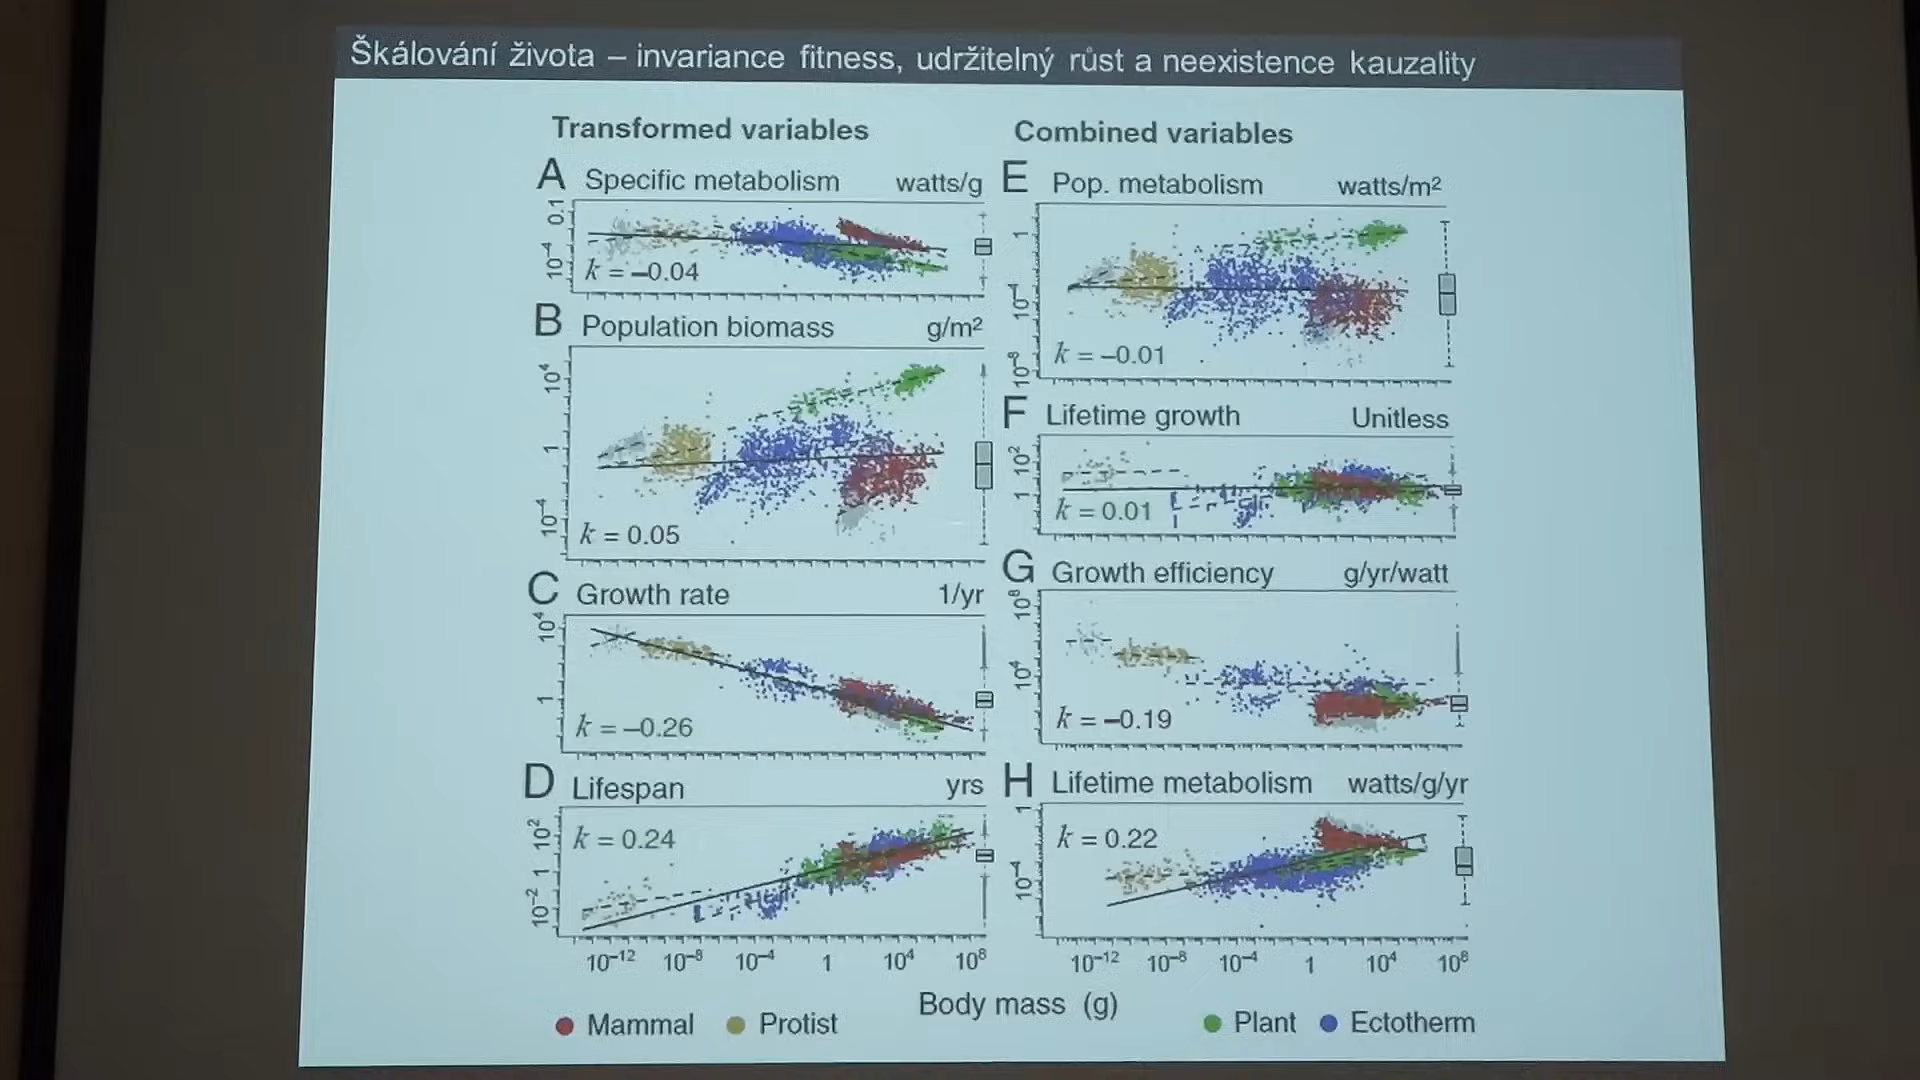 Škálování života – invariance fitness, udržitelný růst a neexistence kauzality
Transformed variables
A Specific metabolism watts/g
0.1
10⁻⁴
k = –0.04
B Population biomass g/m²
10⁴
1
10⁻⁴
k = 0.05
C Growth rate 1/yr
10⁴
1
k = –0.26
D Lifespan yrs
10²
1
10⁻²
k = 0.24
10⁻¹² 10⁻⁸ 10⁻⁴ 1 10⁴ 10⁸
Combined variables
E Pop. metabolism watts/m²
1
10⁻⁴
10⁻⁸
k = –0.01
F Lifetime growth Unitless
10²
1
k = 0.01
G Growth efficiency g/yr/watt
10⁸
10⁴
k = –0.19
H Lifetime metabolism watts/g/yr
1
10⁻⁴
k = 0.22
10⁻¹² 10⁻⁸ 10⁻⁴ 1 10⁴ 10⁸
Body mass (g)
Mammal Protist Plant Ectotherm